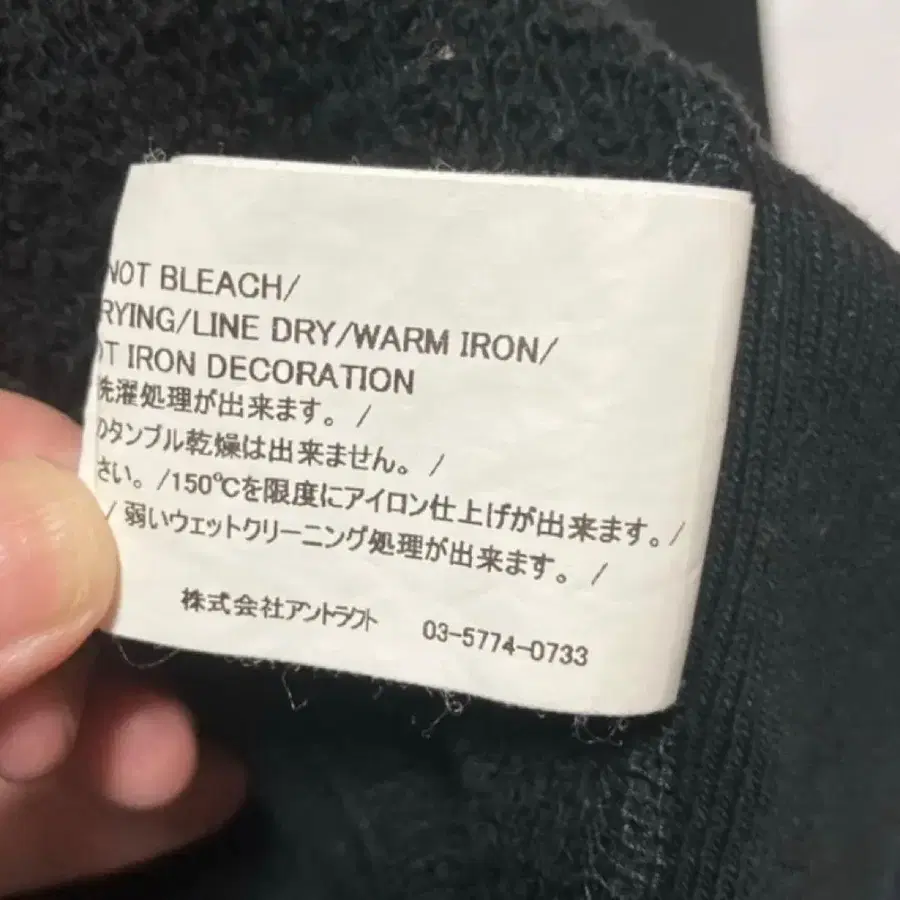 NOT BLEACH/
RYING/LINE DRY/WARM IRON/
OT IRON DECORATION
洗濯処理が出来ます。 /
のタンブル乾燥は出来ません。 /
さい。/150℃を限度にアイロン仕上げが出来ます。/
/ 弱いウェットクリーニング処理が出来ます。 /
株式会社アントラクト 03-5774-0733